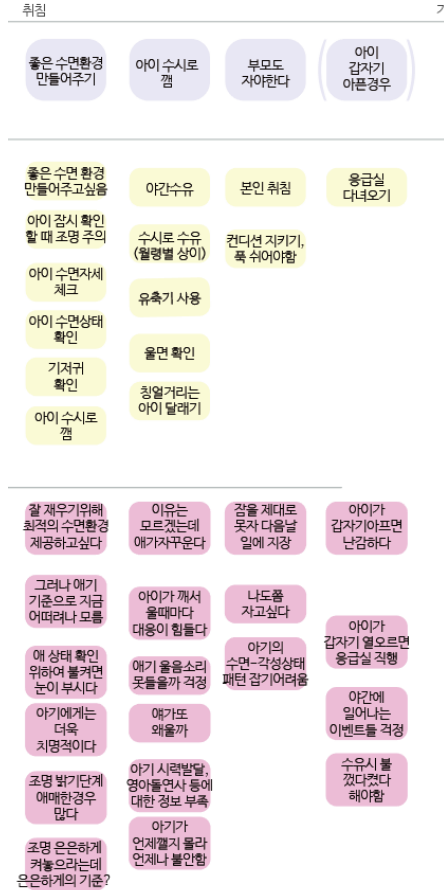 취침
좋은 수면환경
만들어주기
아이 수시로
깸
부모도
자야한다
아이
갑자기
아픈경우
좋은 수면 환경
만들어주고싶음
아이 잠시 확인
할 때 조명 주의
아이 수면자세
체크
아이 수면상태
확인
기저귀
확인
아이 수시로
깸
야간수유
수시로 수유
(월령별 상이)
유축기 사용
울면 확인
칭얼거리는
아이 달래기
본인 취침
컨디션 지키기,
푹 쉬어야함
응급실
다녀오기
잘 재우기위해
최적의 수면환경
제공하고싶다
그러나 애기
기준으로 지금
어떠려나 모름
애 상태 확인
위하여 불켜면
눈이 부시다
아기에게는
더욱
치명적이다
조명 밝기단계
애매한경우
많다
조명 은은하게
켜놓으라는데
은은하게의 기준?
이유는
모르겠는데
애가자꾸운다
아이가 깨서
울때마다
대응이 힘들다
애기 울음소리
못들을까 걱정
얘가또
왜울까
아기 시력발달,
영아돌연사 등에
대한 정보 부족
아기가
언제깰지 몰라
언제나 불안함
잠을 제대로
못자 다음날
일에 지장
나도쫌
자고싶다
아기의
수면-각성상태
패턴 잡기어려움
아이가
갑자기아프면
난감하다
아이가
갑자기 열오르면
응급실 직행
야간에
일어나는
이벤트들 걱정
수유시 불
껐다켰다
해야함